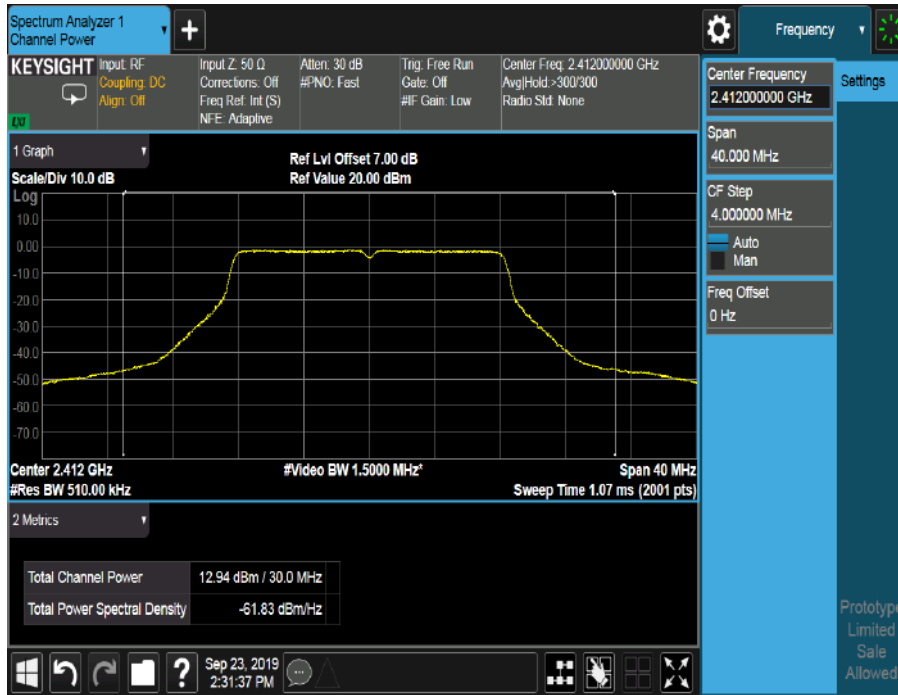 Spectrum Analyzer 1
Channel Power
+
Frequency
KEYSIGHT
Input: RF
Coupling: DC
Align: Off
LXI
Input Z: 50 Ω
Corrections: Off
Freq Ref: Int (S)
NFE: Adaptive
Atten: 30 dB
#PNO: Fast
Trig: Free Run
Gate: Off
#IF Gain: Low
Center Freq: 2.412000000 GHz
Avg|Hold:>300/300
Radio Std: None
Center Frequency
2.412000000 GHz
Settings
Span
40.000 MHz
CF Step
4.000000 MHz
Auto
Man
Freq Offset
0 Hz
1 Graph
Scale/Div 10.0 dB
Ref Lvl Offset 7.00 dB
Ref Value 20.00 dBm
Log
10.0
0.00
-10.0
-20.0
-30.0
-40.0
-50.0
-60.0
-70.0
Center 2.412 GHz
#Video BW 1.5000 MHz*
Span 40 MHz
#Res BW 510.00 kHz
Sweep Time 1.07 ms (2001 pts)
2 Metrics
Total Channel Power
12.94 dBm / 30.0 MHz
Total Power Spectral Density
-61.83 dBm/Hz
Prototype
Limited
Sale
Allowed
?
Sep 23, 2019
2:31:37 PM